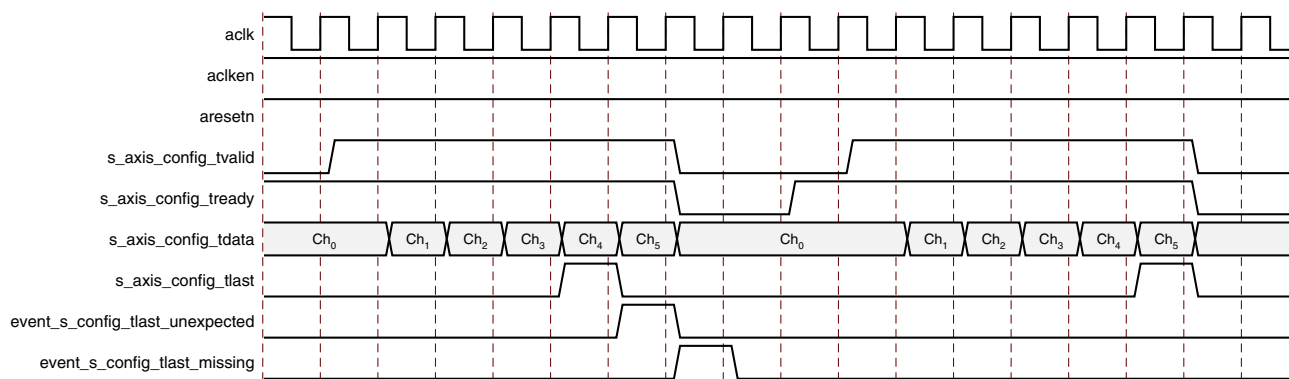 aclk
aclken
aresetn
s_axis_config_tvalid
s_axis_config_tready
s_axis_config_tdata Ch0 Ch1 Ch2 Ch3 Ch4 Ch5 Ch0 Ch1 Ch2 Ch3 Ch4 Ch5
s_axis_config_tlast
event_s_config_tlast_unexpected
event_s_config_tlast_missing